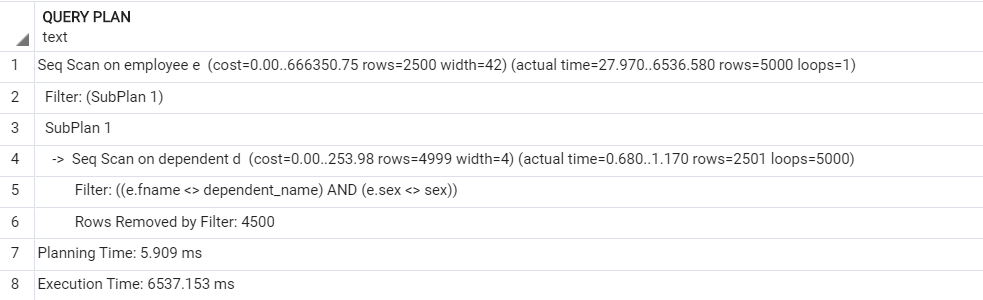 QUERY PLAN
text
1 Seq Scan on employee e (cost=0.00..666350.75 rows=2500 width=42) (actual time=27.970..6536.580 rows=5000 loops=1)
2 Filter: (SubPlan 1)
3 SubPlan 1
4 -> Seq Scan on dependent d (cost=0.00..253.98 rows=4999 width=4) (actual time=0.680..1.170 rows=2501 loops=5000)
5 Filter: ((e.fname <> dependent_name) AND (e.sex <> sex))
6 Rows Removed by Filter: 4500
7 Planning Time: 5.909 ms
8 Execution Time: 6537.153 ms